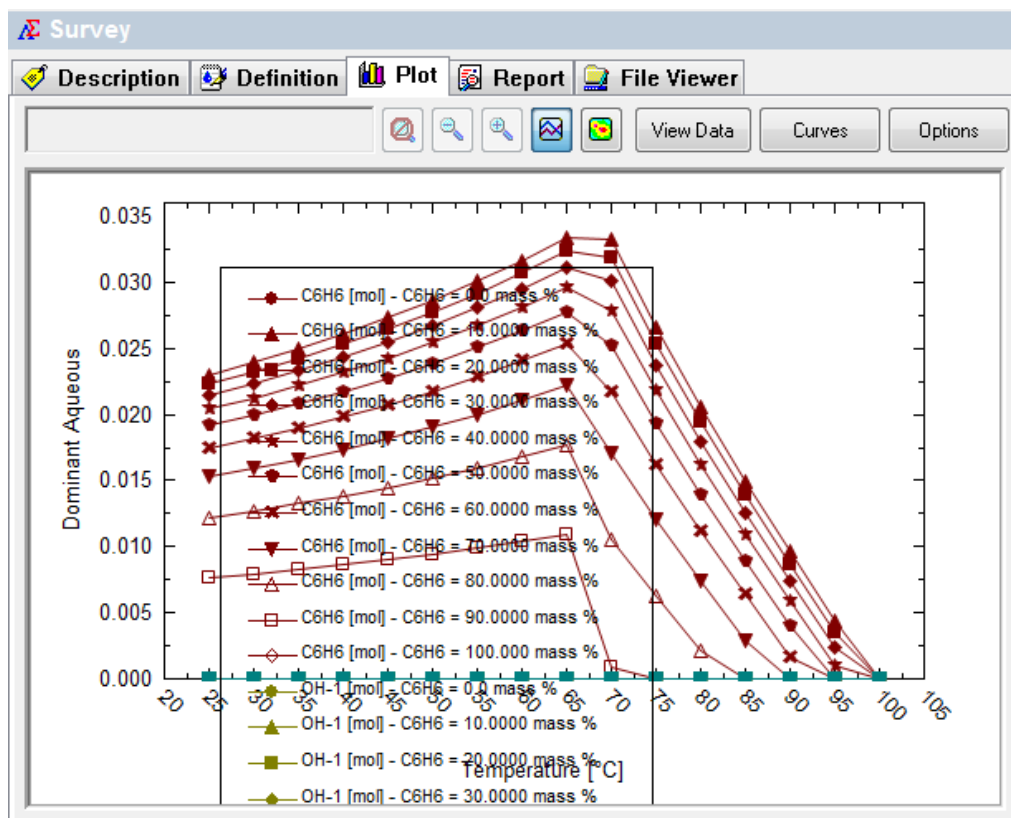 Survey
Description Definition Plot Report File Viewer
View Data Curves Options
0.035
0.030
0.025
0.020
0.015
0.010
0.005
0.000
Dominant Aqueous
C6H6 [mol] - C6H6 = 0.0 mass %
C6H6 [mol] - C6H6 = 10.0000 mass %
C6H6 [mol] - C6H6 = 20.0000 mass %
C6H6 [mol] - C6H6 = 30.0000 mass %
C6H6 [mol] - C6H6 = 40.0000 mass %
C6H6 [mol] - C6H6 = 50.0000 mass %
C6H6 [mol] - C6H6 = 60.0000 mass %
C6H6 [mol] - C6H6 = 70.0000 mass %
C6H6 [mol] - C6H6 = 80.0000 mass %
C6H6 [mol] - C6H6 = 90.0000 mass %
C6H6 [mol] - C6H6 = 100.000 mass %
OH-1 [mol] - C6H6 = 0.0 mass %
OH-1 [mol] - C6H6 = 10.0000 mass %
OH-1 [mol] - C6H6 = 20.0000 mass %
OH-1 [mol] - C6H6 = 30.0000 mass %
20 25 30 35 40 45 50 55 60 65 70 75 80 85 90 95 100 105
Temperature [°C]